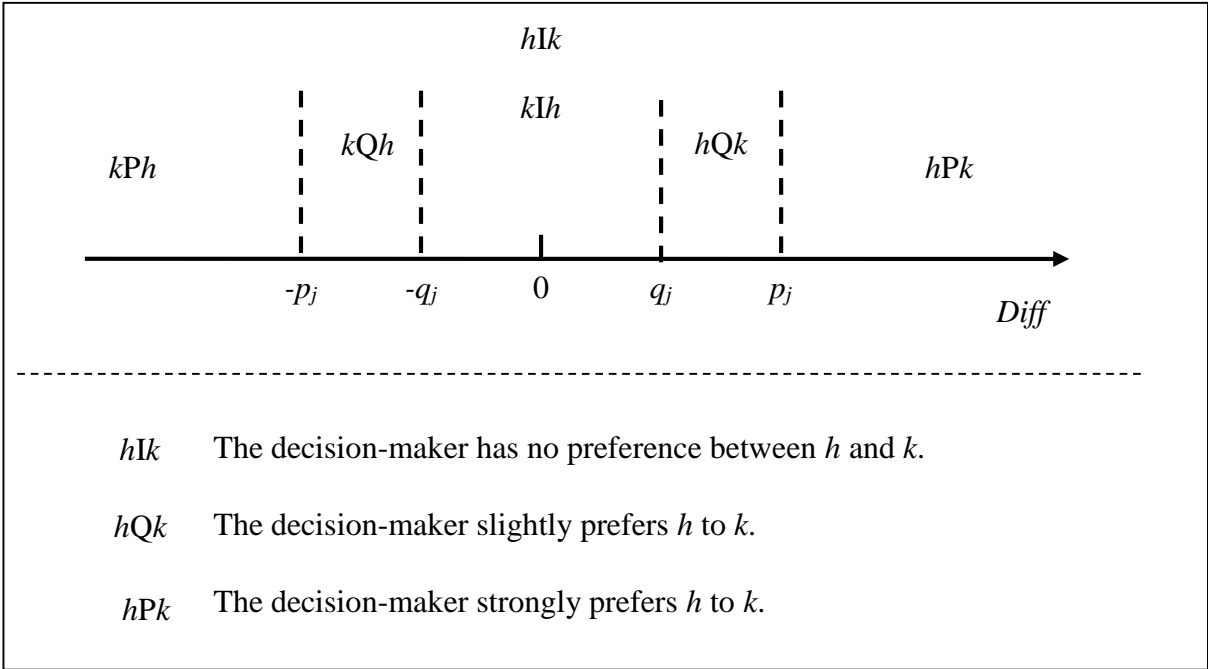 hIk
kIh
kQh
hQk
kPh
hPk
-pj
-qj
0
qj
pj
Diff
hIk The decision-maker has no preference between h and k.
hQk The decision-maker slightly prefers h to k.
hPk The decision-maker strongly prefers h to k.